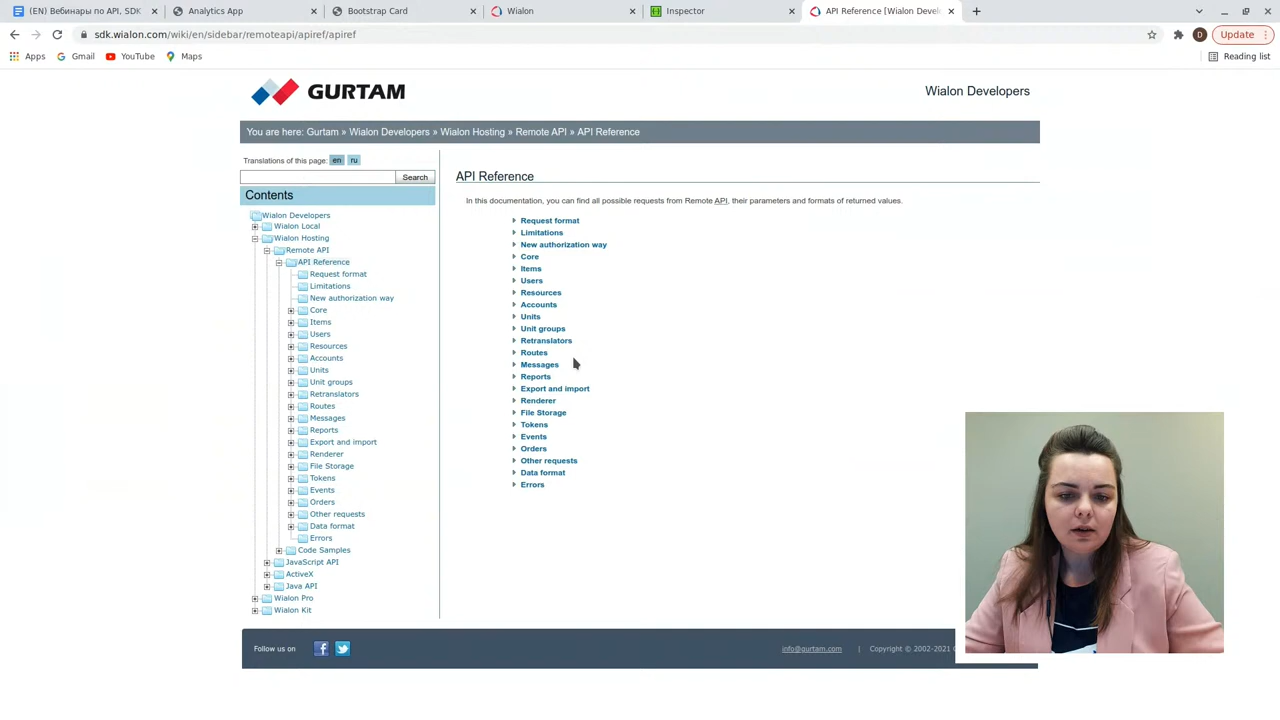 (EN) Вебинары по API, SDK
Analytics App
Bootstrap Card
Wialon
Inspector
API Reference [Wialon Devel
sdk.wialon.com/wiki/en/sidebar/remoteapi/apiref/apiref
D
Update
Apps
Gmail
YouTube
Maps
Reading list
GURTAM
Wialon Developers
You are here: Gurtam » Wialon Developers » Wialon Hosting » Remote API » API Reference
Translations of this page: en ru
Search
Contents
Wialon Developers
Wialon Local
Wialon Hosting
Remote API
API Reference
Request format
Limitations
New authorization way
Core
Items
Users
Resources
Accounts
Units
Unit groups
Retranslators
Routes
Messages
Reports
Export and import
Renderer
File Storage
Tokens
Events
Orders
Other requests
Data format
Errors
Code Samples
JavaScript API
ActiveX
Java API
Wialon Pro
Wialon Kit
API Reference
In this documentation, you can find all possible requests from Remote API, their parameters and formats of returned values.
Request format
Limitations
New authorization way
Core
Items
Users
Resources
Accounts
Units
Unit groups
Retranslators
Routes
Messages
Reports
Export and import
Renderer
File Storage
Tokens
Events
Orders
Other requests
Data format
Errors
Follow us on
info@gurtam.com | Copyright © 2002-2021